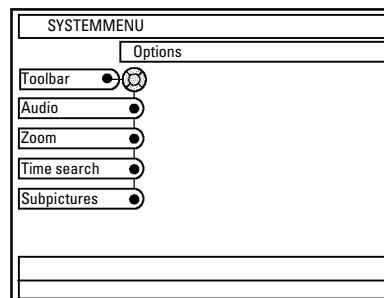 SYSTEMMENU
Options
Toolbar
Audio
Zoom
Time search
Subpictures